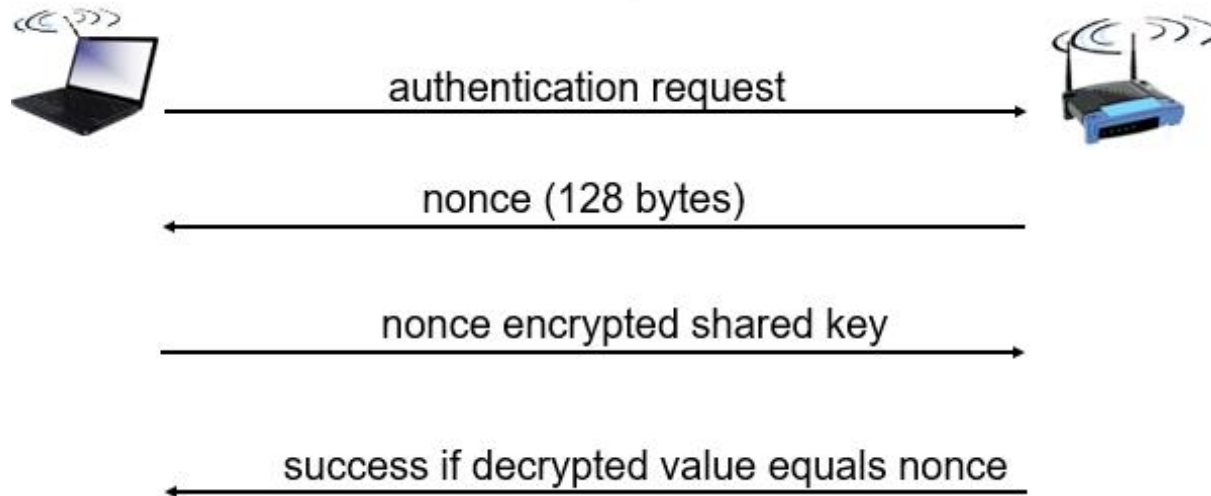 authentication request
nonce (128 bytes)
nonce encrypted shared key
success if decrypted value equals nonce